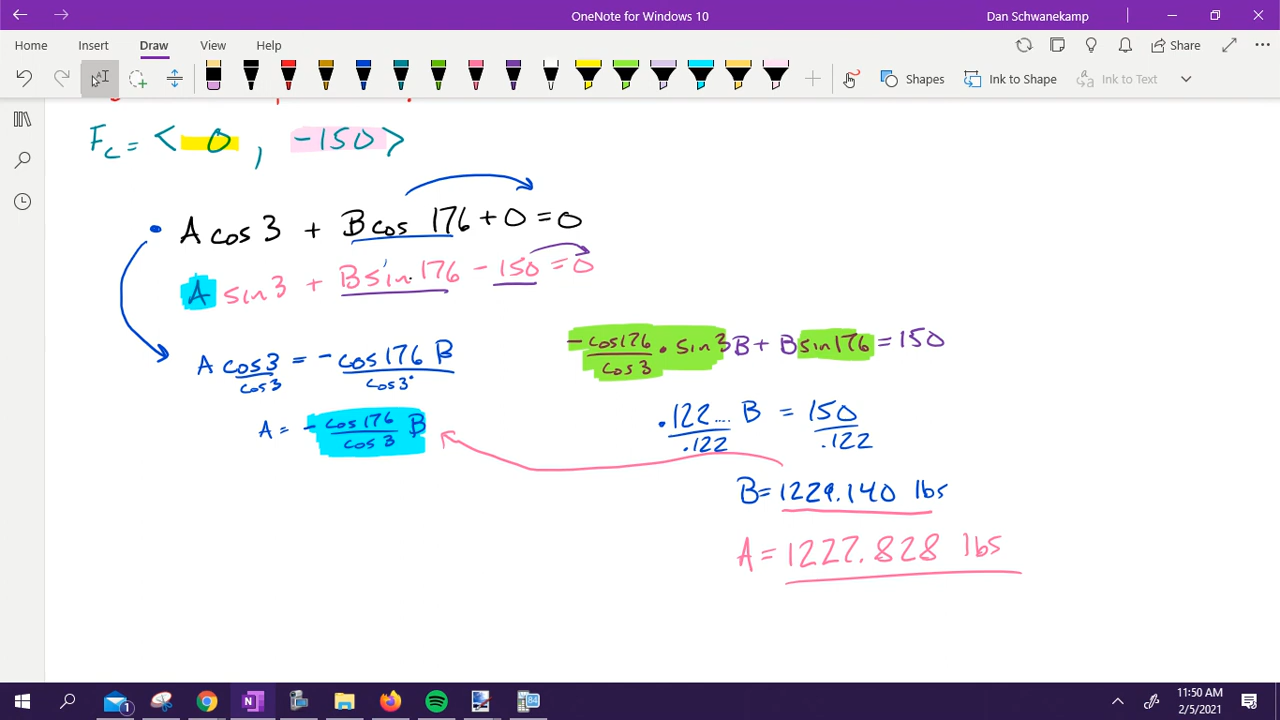 OneNote for Windows 10
Dan Schwanekamp
Home Insert Draw View Help
Share
Shapes
Ink to Shape
Ink to Text
F_c = < 0 , -150 >
• A cos 3 + B cos 176 + 0 = 0
A sin 3 + B sin 176 - 150 = 0
A cos 3 / cos 3 = - cos 176 B / cos 3
A = - cos 176 / cos 3 B
- cos 176 / cos 3 • sin 3 B + B sin 176 = 150
.122.... B / .122 = 150 / .122
B = 1229.140 lbs
A = 1227.828 lbs
1
11:50 AM
2/5/2021